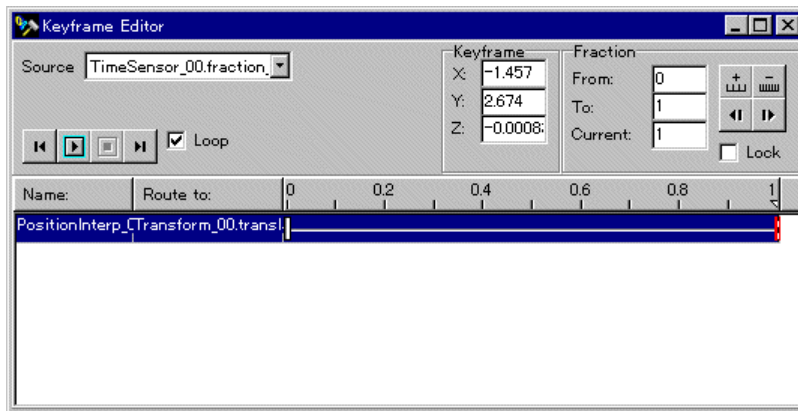 Keyframe Editor
Source TimeSensor_00.fraction_
Loop
Keyframe
X: -1.457
Y: 2.674
Z: -0.0008
Fraction
From: 0
To: 1
Current: 1
Lock
Name: Route to: 0 0.2 0.4 0.6 0.8 1
PositionInterp_ Transform_00.transl